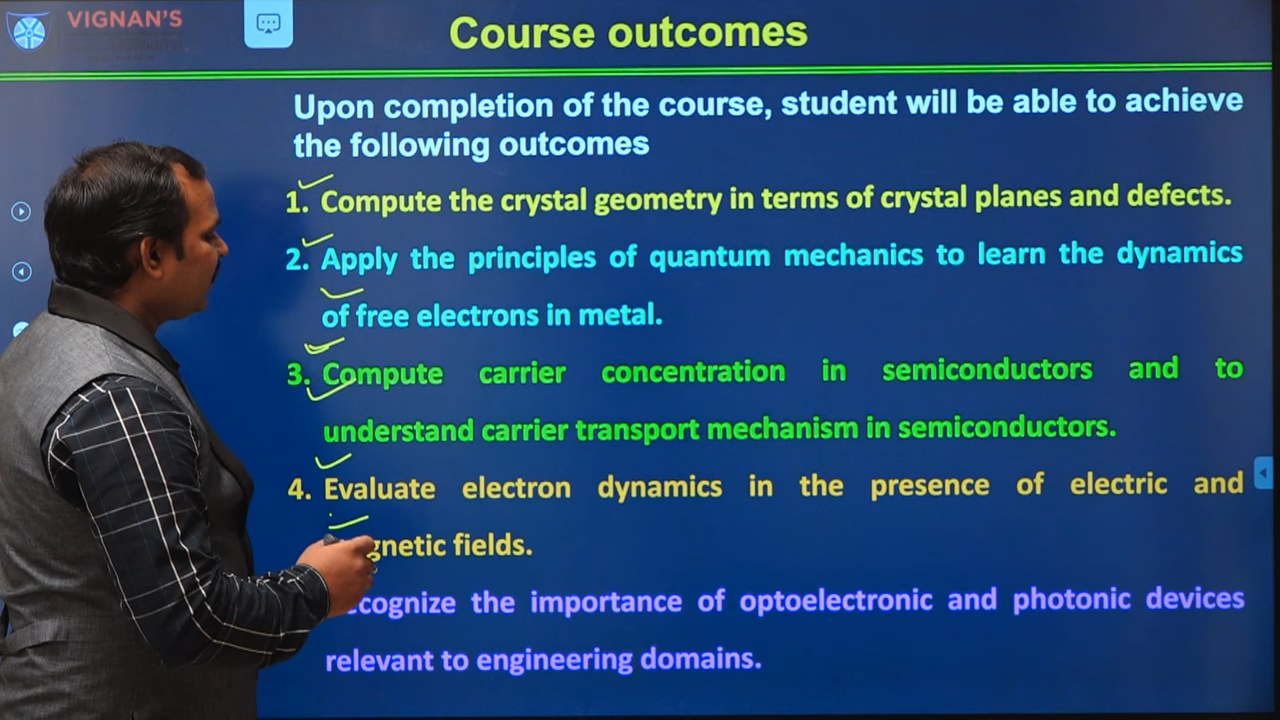 VIGNAN'S
Course outcomes
Upon completion of the course, student will be able to achieve
the following outcomes
1. Compute the crystal geometry in terms of crystal planes and defects.
2. Apply the principles of quantum mechanics to learn the dynamics
of free electrons in metal.
3. Compute carrier concentration in semiconductors and to
understand carrier transport mechanism in semiconductors.
4. Evaluate electron dynamics in the presence of electric and
gnetic fields.
ecognize the importance of optoelectronic and photonic devices
relevant to engineering domains.